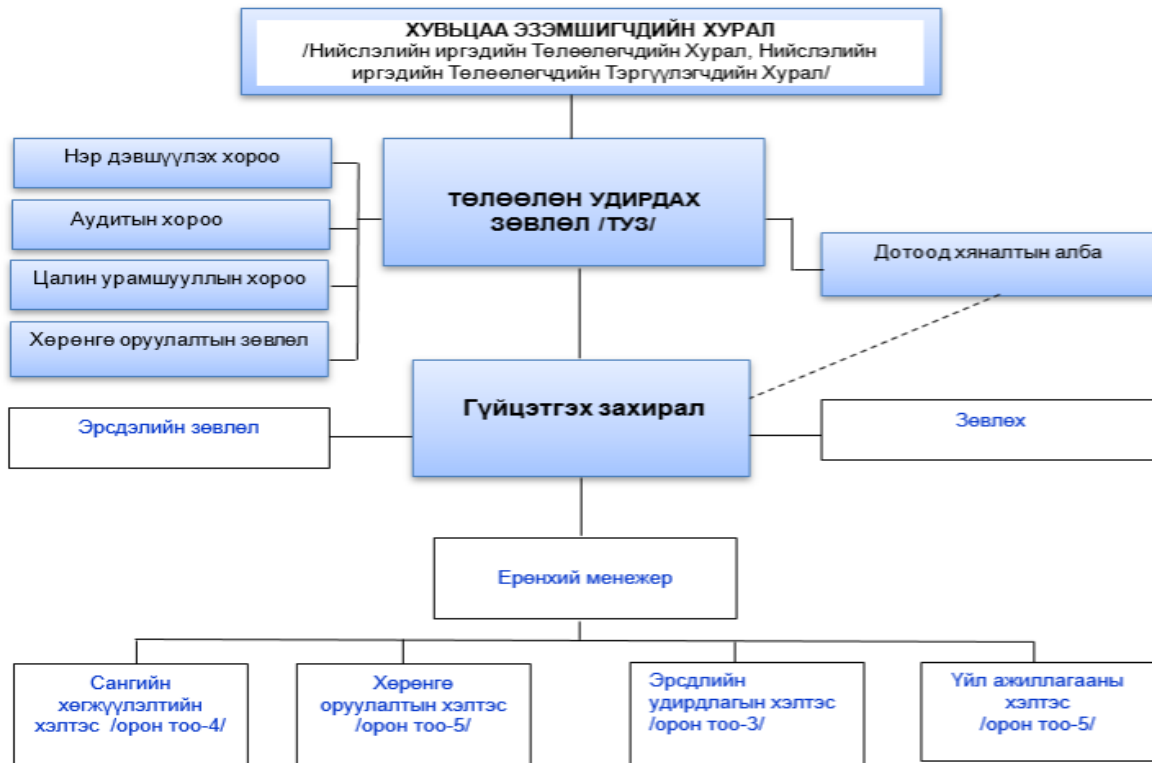 ХУВЬЦАА ЭЗЭМШИГЧДИЙН ХУРАЛ
/Нийслэлийн иргэдийн Төлөөлөгчдийн Хурал, Нийслэлийн
иргэдийн Төлөөлөгчдийн Тэргүүлэгчдийн Хурал/
Нэр дэвшүүлэх хороо
Аудитын хороо
Цалин урамшууллын хороо
Хөрөнгө оруулалтын зөвлөл
ТӨЛӨӨЛӨН УДИРДАХ
ЗӨВЛӨЛ /ТУЗ/
Дотоод хяналтын алба
Гүйцэтгэх захирал
Эрсдэлийн зөвлөл
Зөвлөх
Ерөнхий менежер
Сангийн
хөгжүүлэлтийн
хэлтэс /орон тоо-4/
Хөрөнгө
оруулалтын хэлтэс
/орон тоо-5/
Эрсдлийн
удирдлагын хэлтэс
/орон тоо-3/
Үйл ажиллагааны
хэлтэс
/орон тоо-5/